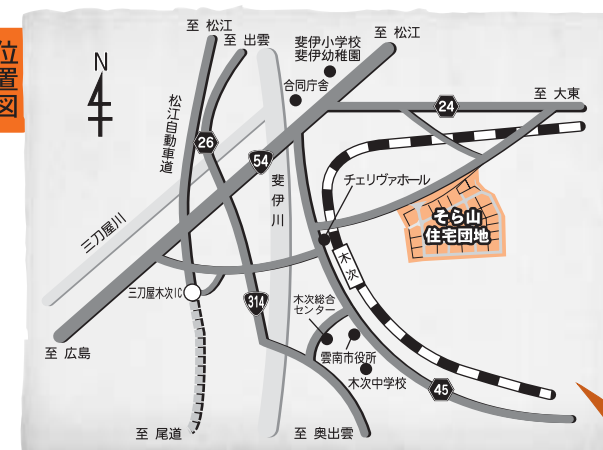 位置図
N
至 松江
至 出雲
斐伊小学校
斐伊幼稚園
至 松江
合同庁舎
至 大東
24
松江自動車道
26
54
斐伊川
チェリヴァホール
三刀屋川
そら山
住宅団地
木次
三刀屋木次IC
314
木次総合
センター
雲南市役所
木次中学校
45
至 広島
至 尾道
至 奥出雲